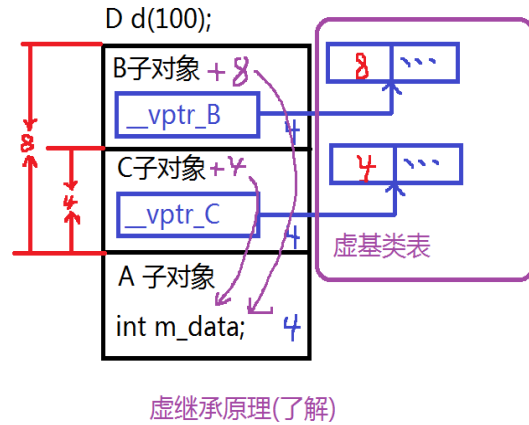 D d(100);
B子对象 +8
__vptr_B
4
8 ...
8
C子对象 +4
__vptr_C
4
4 ...
4
虚基类表
A 子对象
int m_data; 4
虚继承原理(了解)